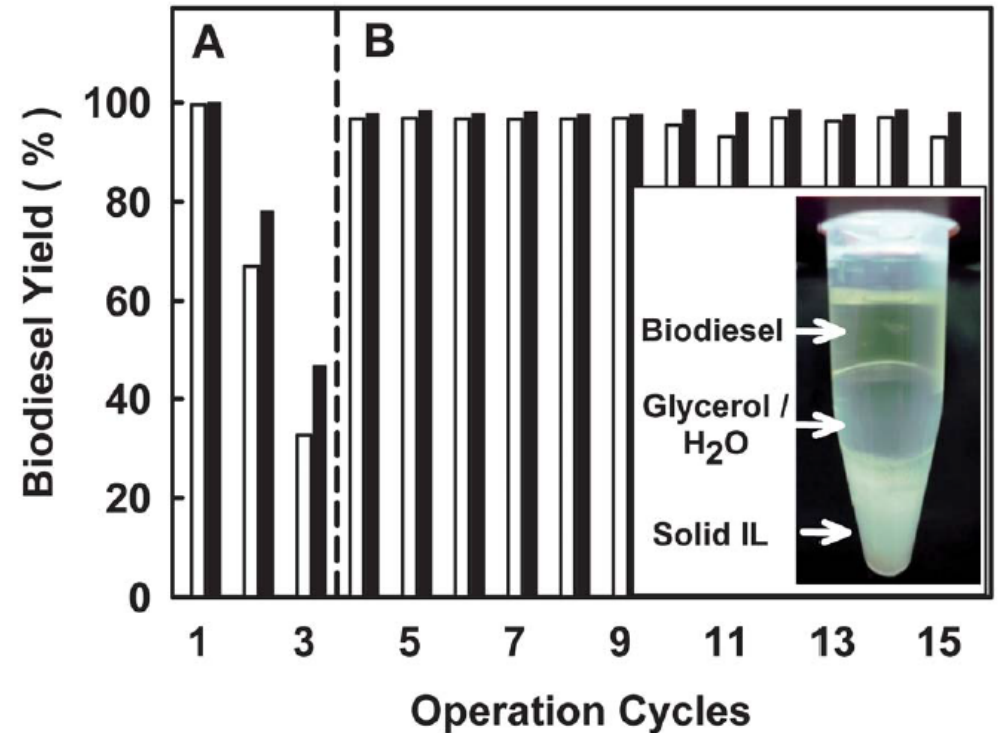 A
B
Biodiesel Yield ( % )
100
80
60
40
20
0
Biodiesel
Glycerol /
H2O
Solid IL
1 3 5 7 9 11 13 15
Operation Cycles